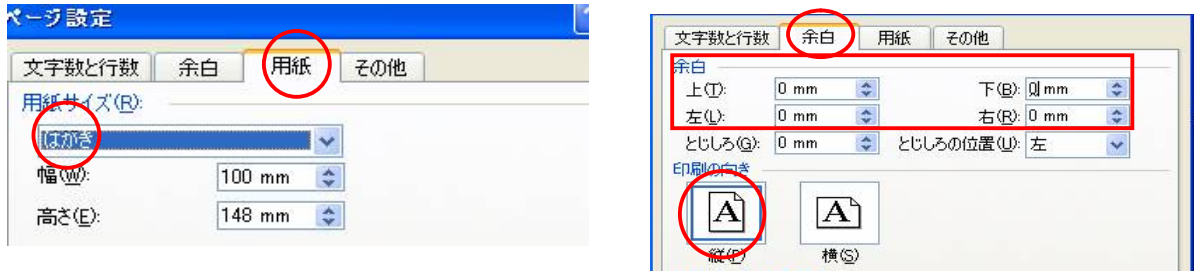 ページ設定
文字数と行数 余白 用紙 その他
用紙サイズ(R):
はがき
幅(W): 100 mm
高さ(E): 148 mm
文字数と行数 余白 用紙 その他
余白
上(T): 0 mm 下(B): 0 mm
左(L): 0 mm 右(R): 0 mm
とじしろ(G): 0 mm とじしろの位置(U): 左
印刷の向き
A A
縦(P) 横(S)